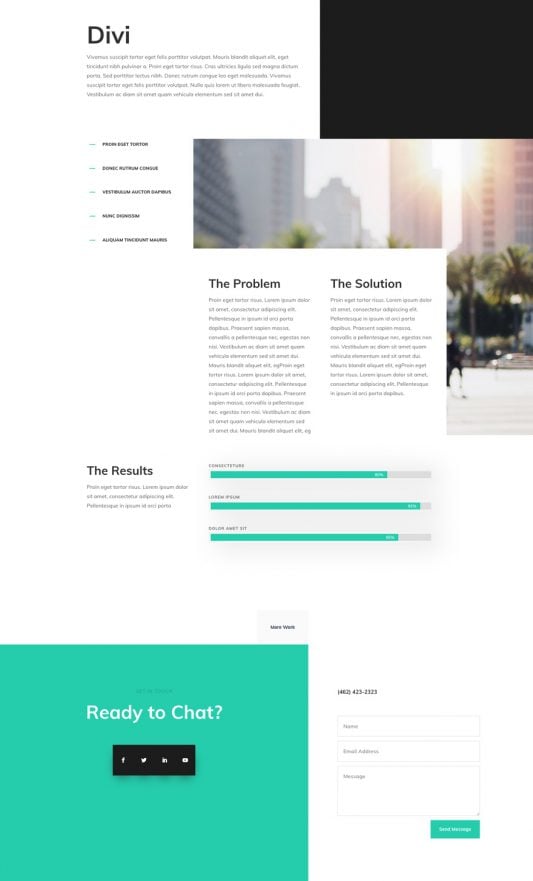 Divi
Vivamus suscipit tortor eget felis porttitor volutpat. Mauris blandit aliquet elit, eget
tincidunt nibh pulvinar a. Proin eget tortor risus. Cras ultricies ligula sed magna dictum
porta. Sed porttitor lectus nibh. Donec rutrum congue leo eget malesuada. Vivamus
suscipit tortor eget felis porttitor volutpat. Nulla quis lorem ut libero malesuada feugiat.
Vestibulum ac diam sit amet quam vehicula elementum sed sit amet dui.
PROIN EGET TORTOR
DONEC RUTRUM CONGUE
VESTIBULUM AUCTOR DAPIBUS
NUNC DIGNISSIM
ALIQUAM TINCIDUNT MAURIS
The Problem
Proin eget tortor risus. Lorem ipsum dolor
sit amet, consectetur adipiscing elit.
Pellentesque in ipsum id orci porta
dapibus. Praesent sapien massa,
convallis a pellentesque nec, egestas non
nisi. Vestibulum ac diam sit amet quam
vehicula elementum sed sit amet dui.
Mauris blandit aliquet elit, egProin eget
tortor risus. Lorem ipsum dolor sit amet,
consectetur adipiscing elit. Pellentesque
in ipsum id orci porta dapibus. Praesent
sapien massa, convallis a pellentesque
nec, egestas non nisi. Vestibulum ac diam
sit amet quam vehicula elementum sed
sit amet dui. Mauris blandit aliquet elit, eg
The Solution
Proin eget tortor risus. Lorem ipsum dolor
sit amet, consectetur adipiscing elit.
Pellentesque in ipsum id orci porta
dapibus. Praesent sapien massa,
convallis a pellentesque nec, egestas non
nisi. Vestibulum ac diam sit amet quam
vehicula elementum sed sit amet dui.
Mauris blandit aliquet elit, egProin eget
tortor risus. Lorem ipsum dolor sit amet,
consectetur adipiscing elit. Pellentesque
in ipsum id orci porta dapibus.
The Results
Proin eget tortor risus. Lorem ipsum dolor
sit amet, consectetur adipiscing elit.
Pellentesque in ipsum id orci porta
CONSECTETURE
80%
LOREM IPSUM
DOLOR AMET SIT
More Work
GET IN TOUCH
Ready to Chat?
(462) 423-2323
Name
Email Address
Message
Send Message